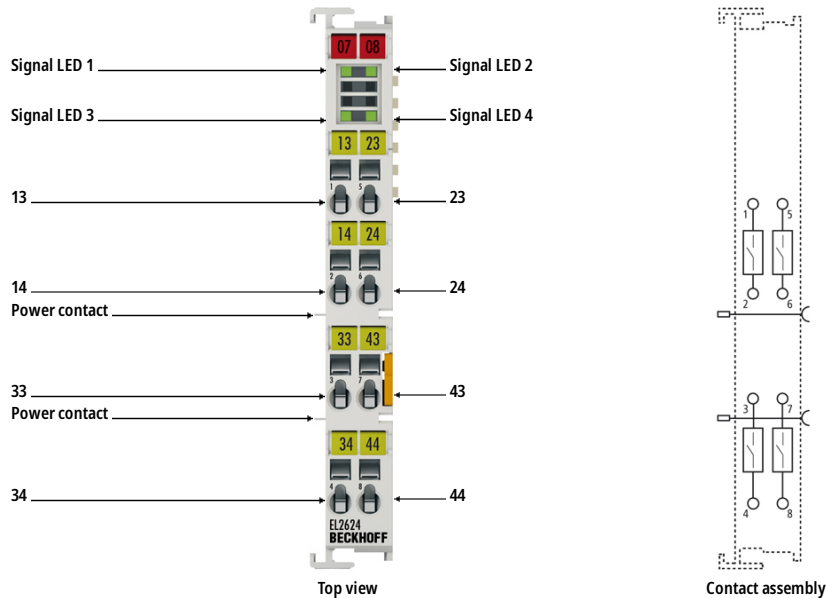 07 08
Signal LED 1
Signal LED 2
Signal LED 3
Signal LED 4
13 23
1 5
13
23
14 24
2 6
14
24
Power contact
33 43
3 7
33
43
Power contact
34 44
4 8
34
44
EL2624
BECKHOFF
Top view
1 5
2 6
3 7
4 8
Contact assembly